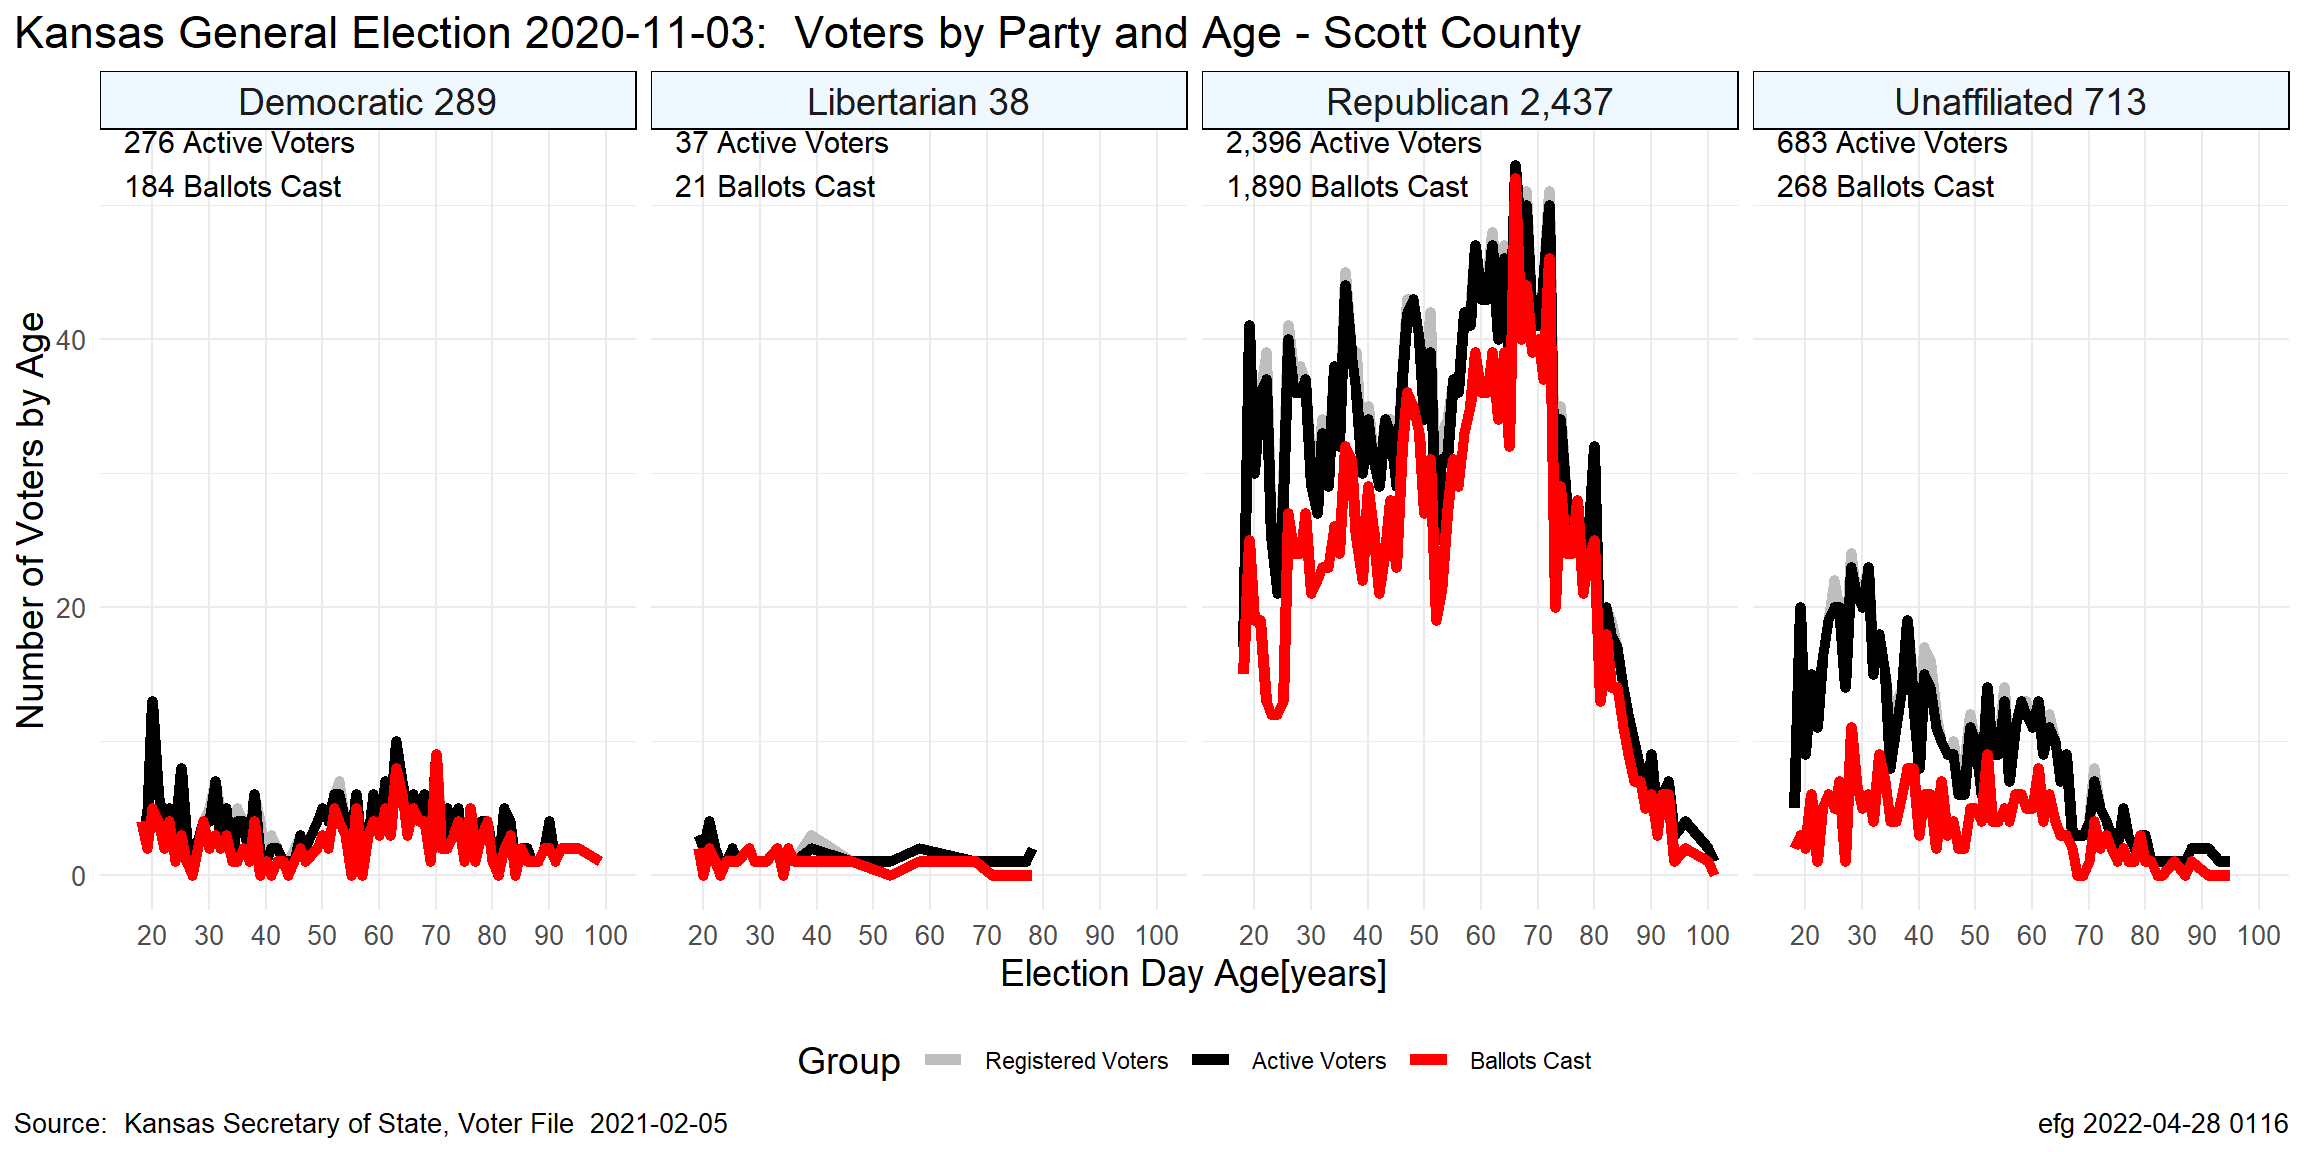 Kansas General Election 2020-11-03:  Voters by Party and Age - Scott County
Democratic 289
Libertarian 38
Republican 2,437
Unaffiliated 713
276 Active Voters
184 Ballots Cast
37 Active Voters
21 Ballots Cast
2,396 Active Voters
1,890 Ballots Cast
683 Active Voters
268 Ballots Cast
Number of Voters by Age
40
20
0
20 30 40 50 60 70 80 90 100
20 30 40 50 60 70 80 90 100
20 30 40 50 60 70 80 90 100
20 30 40 50 60 70 80 90 100
Election Day Age[years]
Group Registered Voters Active Voters Ballots Cast
Source:  Kansas Secretary of State, Voter File  2021-02-05
efg 2022-04-28 0116